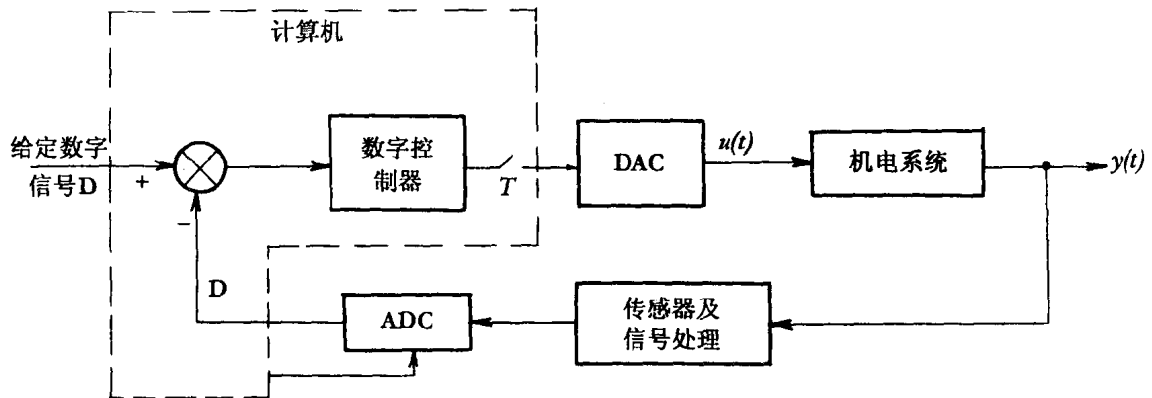 计算机
给定数字
信号D
+
−
数字控
制器
T
DAC
u(t)
机电系统
y(t)
D
ADC
传感器及
信号处理